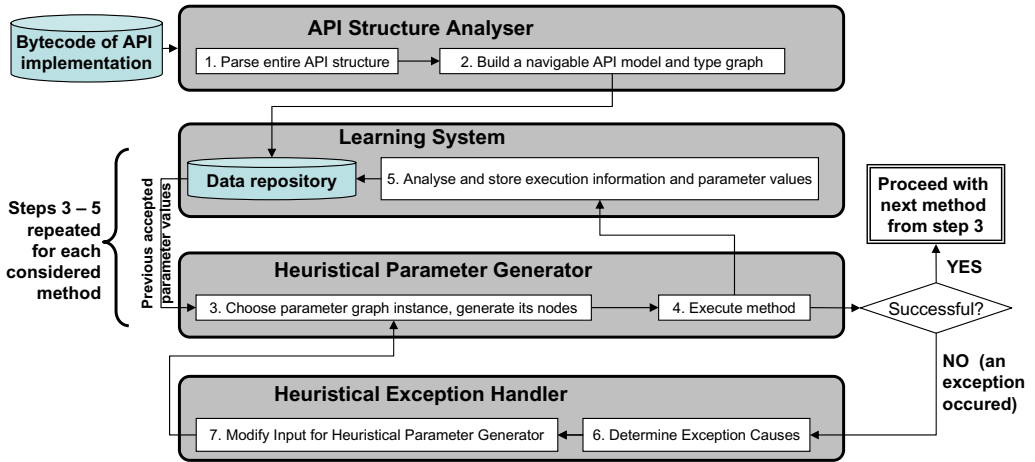 Bytecode of API
implementation
API Structure Analyser
1. Parse entire API structure
2. Build a navigable API model and type graph
Learning System
Data repository
5. Analyse and store execution information and parameter values
Steps 3 – 5
repeated
for each
considered
method
Previous accepted
parameter values
Proceed with
next method
from step 3
Heuristical Parameter Generator
3. Choose parameter graph instance, generate its nodes
4. Execute method
YES
Successful?
NO (an
exception
occured)
Heuristical Exception Handler
7. Modify Input for Heuristical Parameter Generator
6. Determine Exception Causes